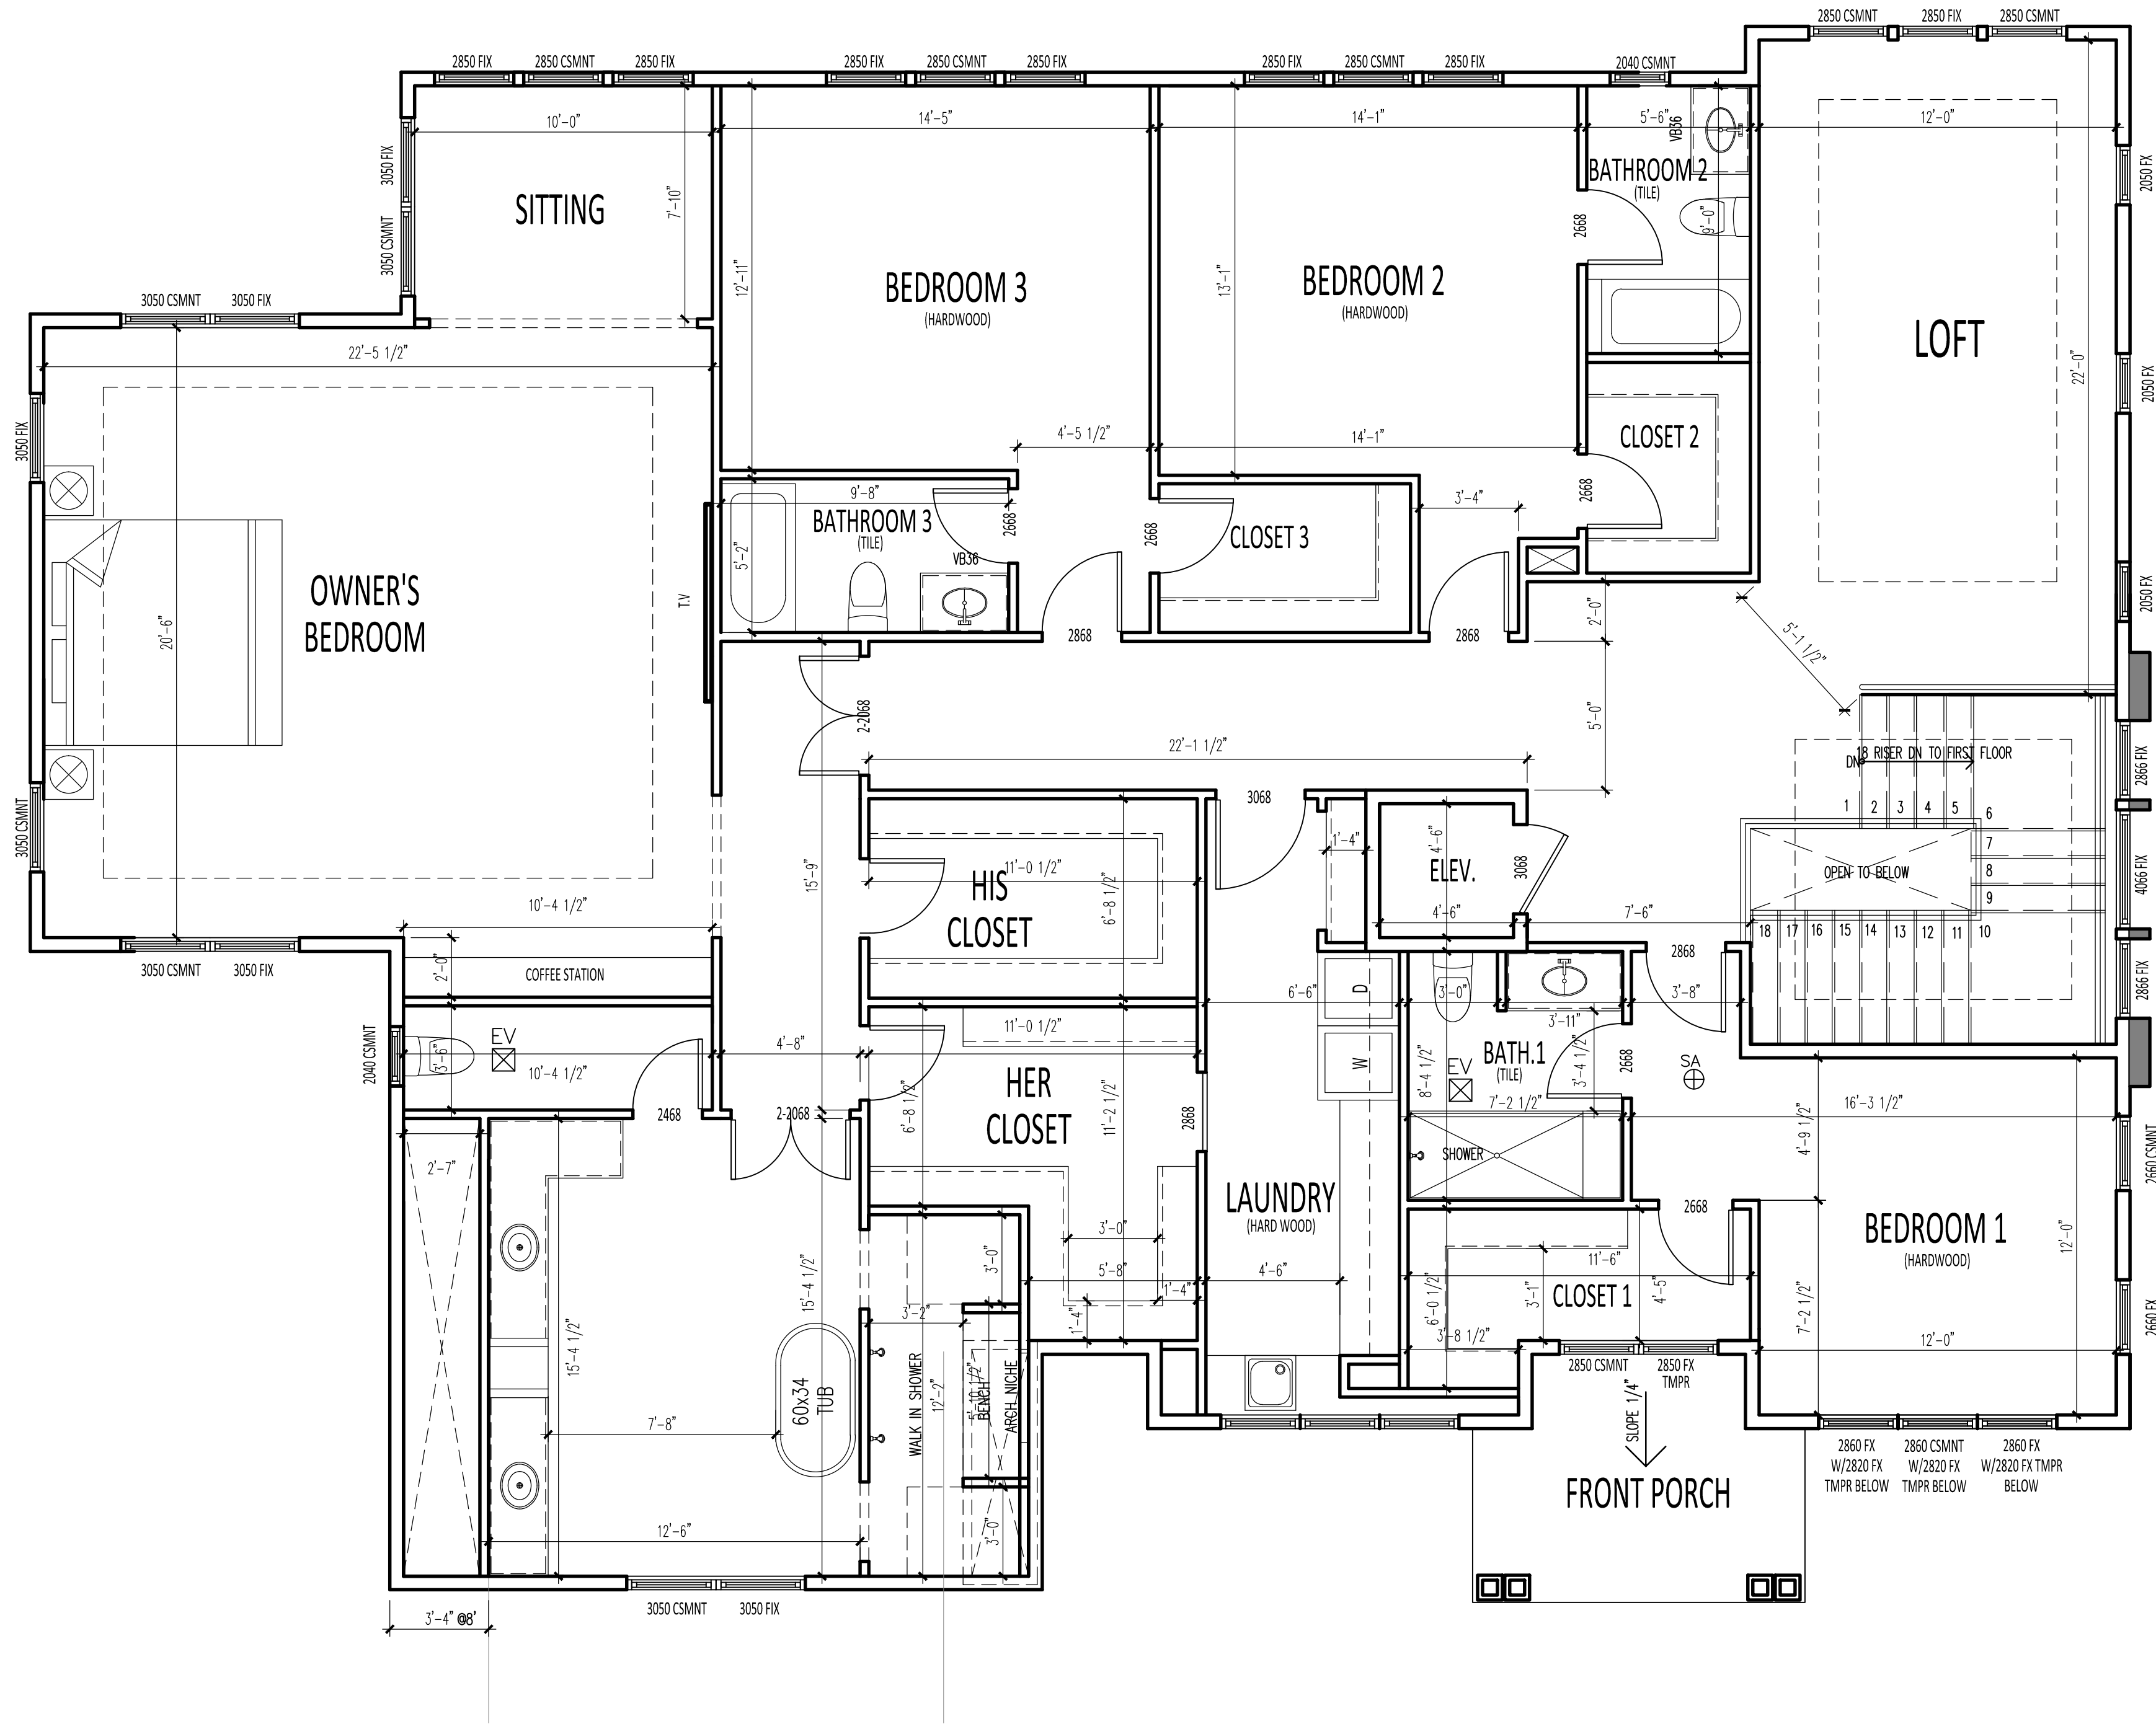 2850 CSMNT
2850 FIX
2850 CSMNT
2850 FIX
2850 CSMNT
2850 FIX
2850 FIX
2850 CSMNT
2850 FIX
2850 FIX
2850 CSMNT
2850 FIX
2040 CSMNT
10'-0"
14'-5"
14'-1"
5'-6"
VB36
12'-0"
3050 FIX
3050 CSMNT
SITTING
7'-10"
BATHROOM 2
(TILE)
9'-0"
2668
2050 FX
12'-11"
BEDROOM 3
(HARDWOOD)
13'-1"
BEDROOM 2
(HARDWOOD)
3050 CSMNT
3050 FIX
22'-5 1/2"
LOFT
22'-0"
2050 FX
3050 FIX
4'-5 1/2"
14'-1"
CLOSET 2
2668
9'-8"
BATHROOM 3
(TILE)
VB36
5'-2"
2668
2668
CLOSET 3
3'-4"
OWNER'S
BEDROOM
20'-6"
T.V
2868
2868
2'-0"
5'-1 1/2"
2050 FX
2-2068
22'-1 1/2"
5'-0"
18 RISER DN TO FIRST FLOOR
DN
2866 FIX
3050 CSMNT
3068
1 2 3 4 5 6
7
8
9
OPEN TO BELOW
4066 FIX
18 17 16 15 14 13 12 11 10
2866 FIX
15'-9"
11'-0 1/2"
HIS
CLOSET
6'-8 1/2"
1'-4"
4'-6"
ELEV.
3068
4'-6"
7'-6"
10'-4 1/2"
2'-0"
COFFEE STATION
3050 CSMNT
3050 FIX
2868
6'-6"
D
3'-0"
3'-8"
3'-11"
2040 CSMNT
3'-6"
EV
10'-4 1/2"
4'-8"
11'-0 1/2"
HER
CLOSET
6'-8 1/2"
11'-2 1/2"
2868
W
8'-4 1/2"
EV
BATH.1
(TILE)
3'-4 1/2"
2668
SA
7'-2 1/2"
16'-3 1/2"
2468
2-2068
2'-7"
SHOWER
4'-9 1/2"
2660 CSMNT
LAUNDRY
(HARD WOOD)
2668
BEDROOM 1
(HARDWOOD)
12'-0"
3'-0"
5'-8"
1'-4"
1'-4"
4'-6"
11'-6"
CLOSET 1
6'-0 1/2"
3'-1"
4'-5"
3'-8 1/2"
7'-2 1/2"
12'-0"
2660 FX
15'-4 1/2"
15'-4 1/2"
3'-0"
3'-2"
60x34
TUB
WALK IN SHOWER
12'-2"
BENCH
ARCH. NICHE
7'-8"
3'-0"
12'-6"
2850 CSMNT
2850 FX
TMPR
SLOPE 1/4"
FRONT PORCH
2860 FX
W/2820 FX
TMPR BELOW
2860 CSMNT
W/2820 FX
TMPR BELOW
2860 FX
W/2820 FX TMPR
BELOW
3050 CSMNT
3050 FIX
3'-4" @8'